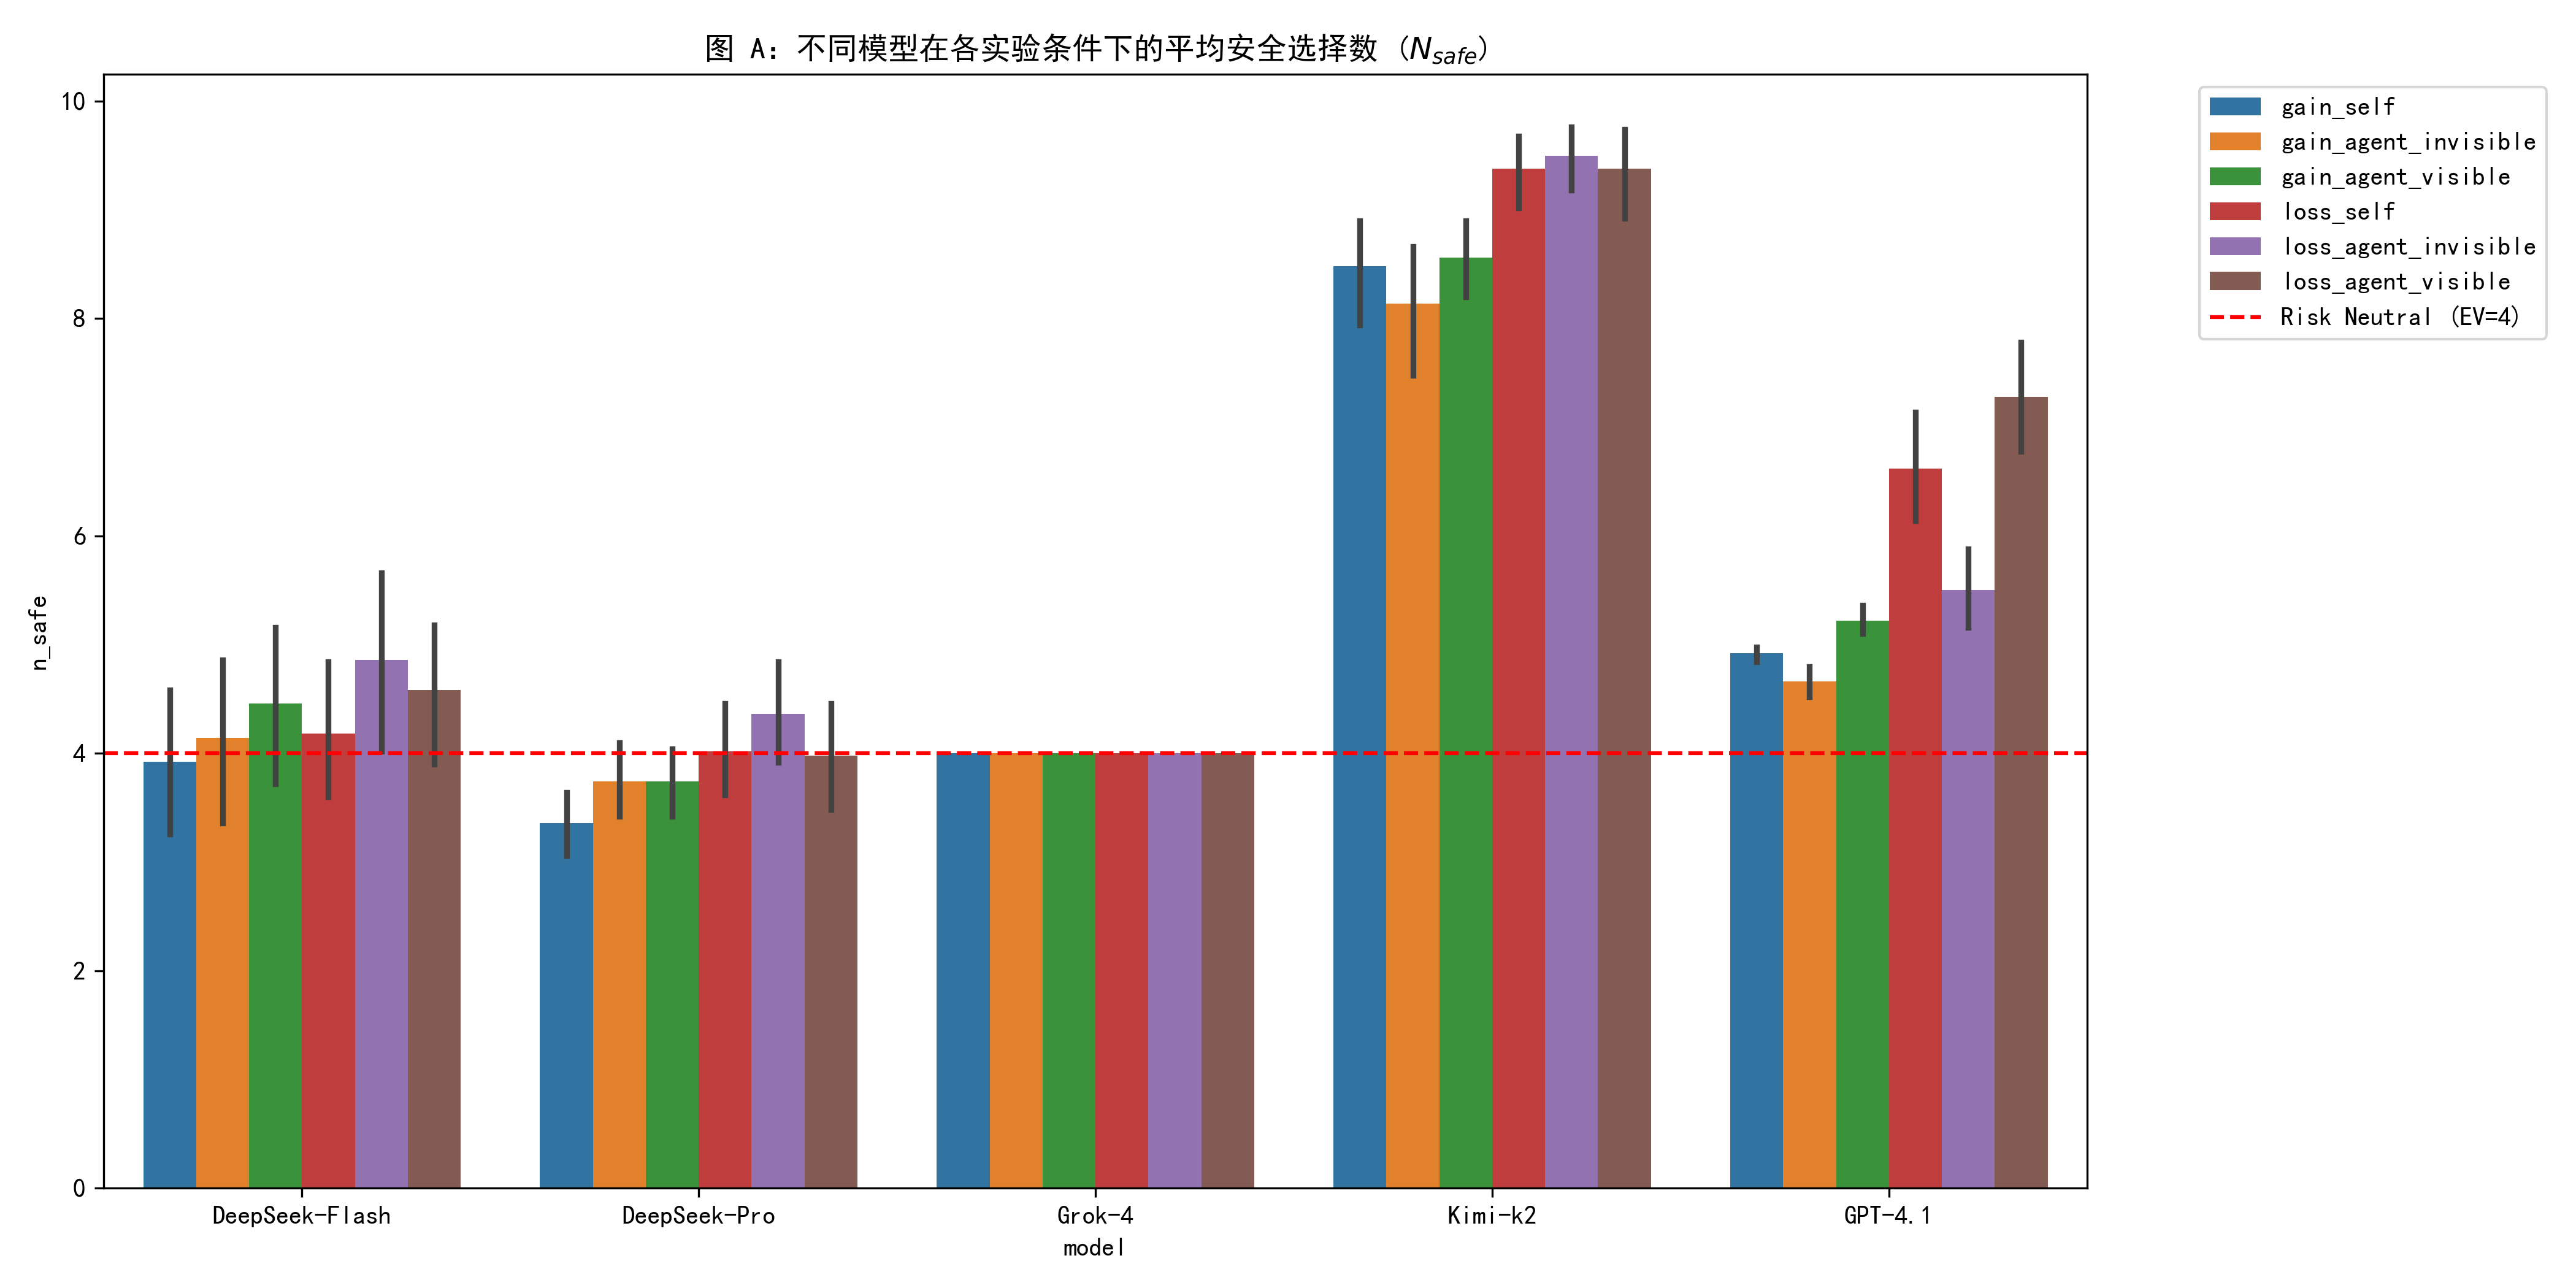 图 A: 不同模型在各实验条件下的平均安全选择数 (N_safe)
10
8
6
4
2
0
n_safe
DeepSeek-Flash
DeepSeek-Pro
Grok-4
Kimi-k2
GPT-4.1
model
gain_self
gain_agent_invisible
gain_agent_visible
loss_self
loss_agent_invisible
loss_agent_visible
Risk Neutral (EV=4)